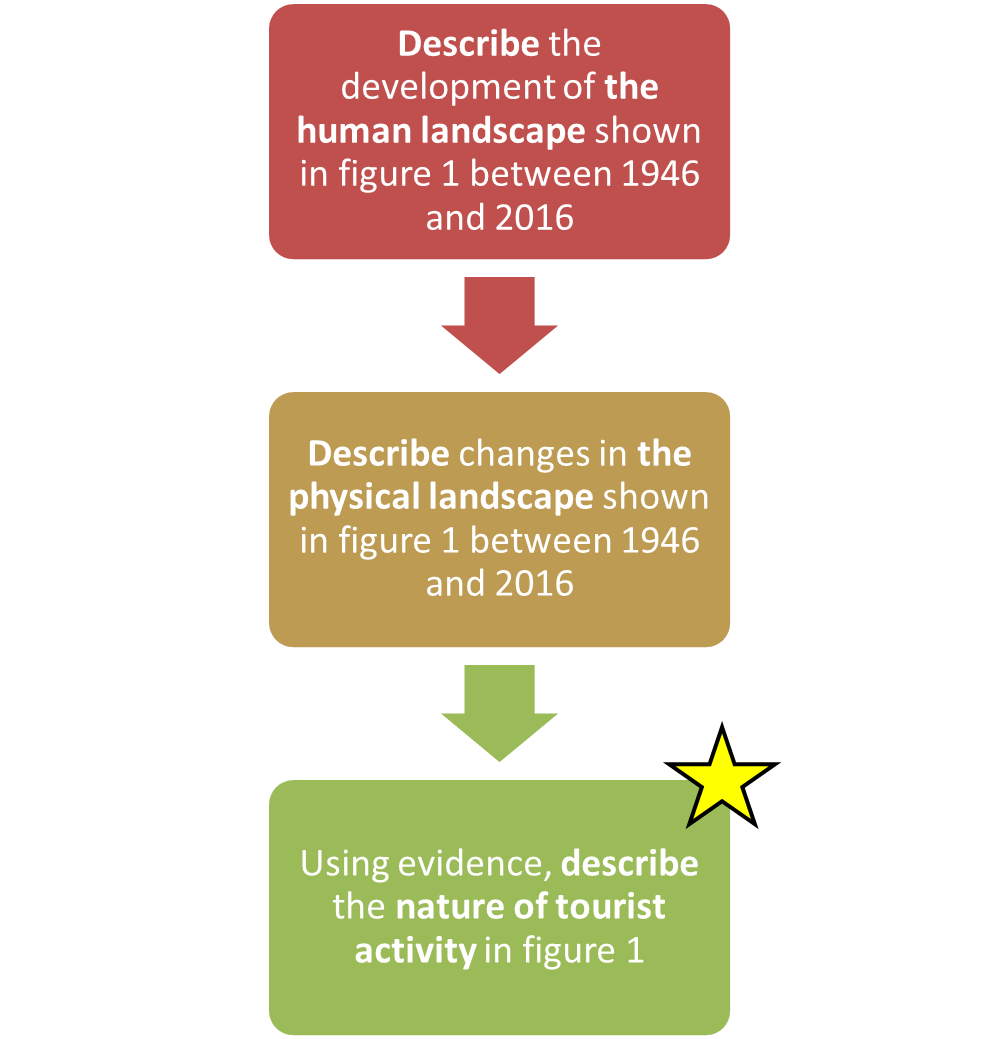 Describe the
development of the
human landscape shown
in figure 1 between 1946
and 2016
Describe changes in the
physical landscape shown
in figure 1 between 1946
and 2016
Using evidence, describe
the nature of tourist
activity in figure 1